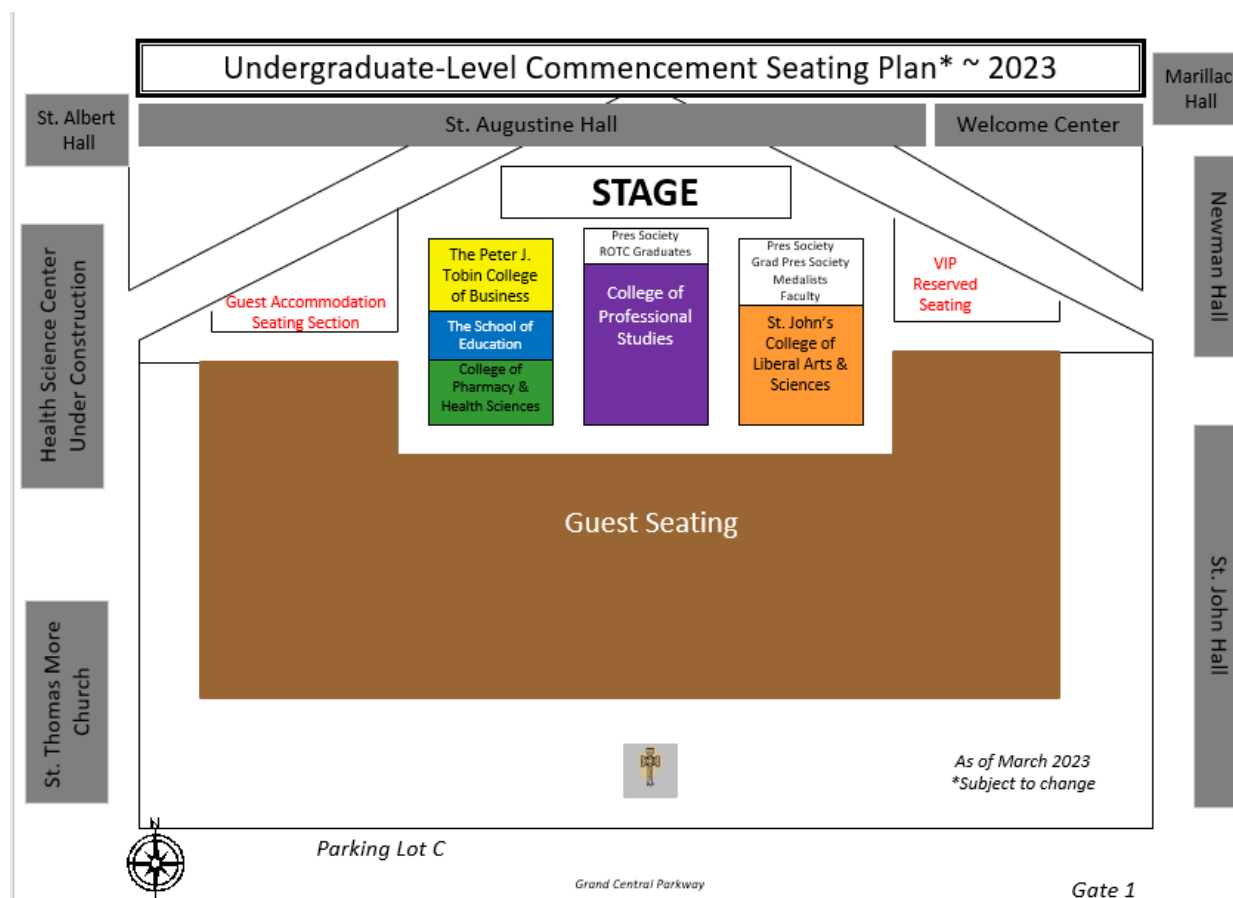 Undergraduate-Level Commencement Seating Plan* ~ 2023
St. Albert
Hall
St. Augustine Hall
Welcome Center
Marillac
Hall
STAGE
Health Science Center
Under Construction
Newman Hall
Guest Accommodation
Seating Section
The Peter J.
Tobin College
of Business
The School of
Education
College of
Pharmacy &
Health Sciences
Pres Society
ROTC Graduates
College of
Professional
Studies
Pres Society
Grad Pres Society
Medalists
Faculty
St. John's
College of
Liberal Arts &
Sciences
VIP
Reserved
Seating
Guest Seating
St. Thomas More
Church
St. John Hall
As of March 2023
*Subject to change
N
Parking Lot C
Grand Central Parkway
Gate 1